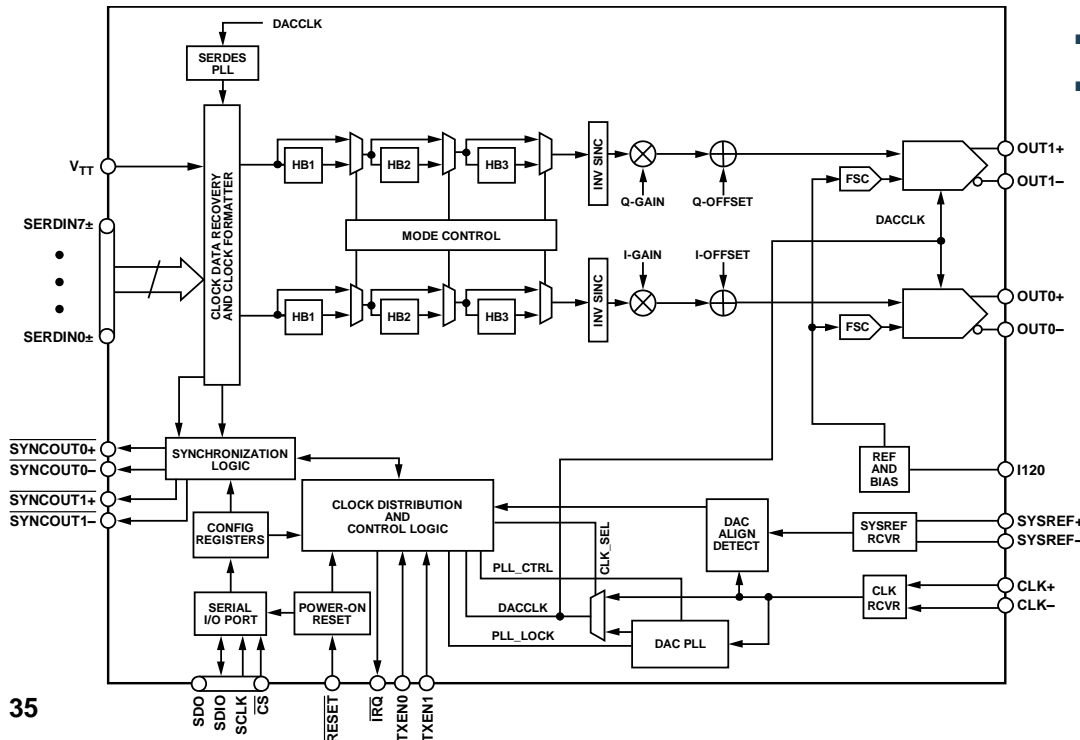 DACCLK
SERDES
PLL
CLOCK DATA RECOVERY
AND CLOCK FORMATTER
VTT
SERDIN7±
SERDIN0±
HB1
HB2
HB3
INV SINC
Q-GAIN
Q-OFFSET
FSC
OUT1+
OUT1–
DACCLK
MODE CONTROL
I-GAIN
I-OFFSET
HB1
HB2
HB3
INV SINC
FSC
OUT0+
OUT0–
SYNCOUT0+
SYNCOUT0–
SYNCOUT1+
SYNCOUT1–
SYNCHRONIZATION
LOGIC
CONFIG
REGISTERS
CLOCK DISTRIBUTION
AND
CONTROL LOGIC
REF
AND
BIAS
I120
DAC
ALIGN
DETECT
SYSREF
RCVR
SYSREF+
SYSREF–
CLK_SEL
PLL_CTRL
DACCLK
PLL_LOCK
DAC PLL
CLK
RCVR
CLK+
CLK–
SERIAL
I/O PORT
POWER-ON
RESET
SDO
SDIO
SCLK
CS
RESET
IRQ
TXEN0
TXEN1
35